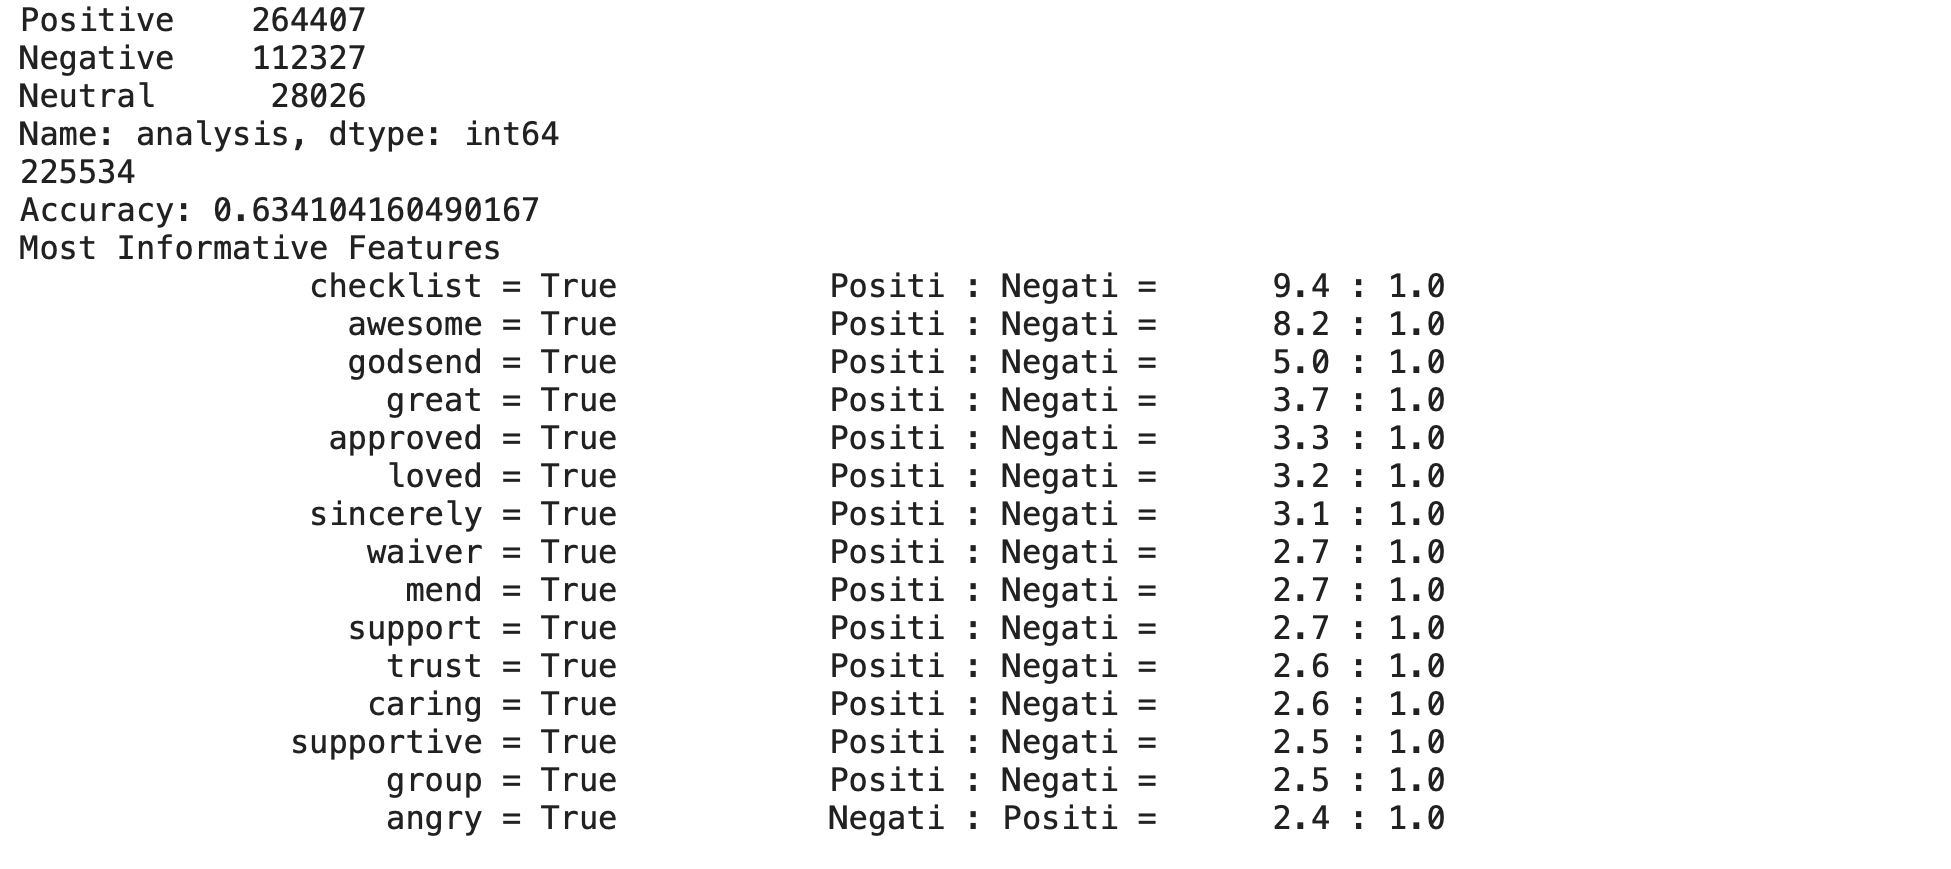 Positive    264407
Negative    112327
Neutral      28026
Name: analysis, dtype: int64
225534
Accuracy: 0.634104160490167
Most Informative Features
checklist = True           Positi : Negati =      9.4 : 1.0
awesome = True           Positi : Negati =      8.2 : 1.0
godsend = True           Positi : Negati =      5.0 : 1.0
great = True           Positi : Negati =      3.7 : 1.0
approved = True           Positi : Negati =      3.3 : 1.0
loved = True           Positi : Negati =      3.2 : 1.0
sincerely = True           Positi : Negati =      3.1 : 1.0
waiver = True           Positi : Negati =      2.7 : 1.0
mend = True           Positi : Negati =      2.7 : 1.0
support = True           Positi : Negati =      2.7 : 1.0
trust = True           Positi : Negati =      2.6 : 1.0
caring = True           Positi : Negati =      2.6 : 1.0
supportive = True           Positi : Negati =      2.5 : 1.0
group = True           Positi : Negati =      2.5 : 1.0
angry = True           Negati : Positi =      2.4 : 1.0